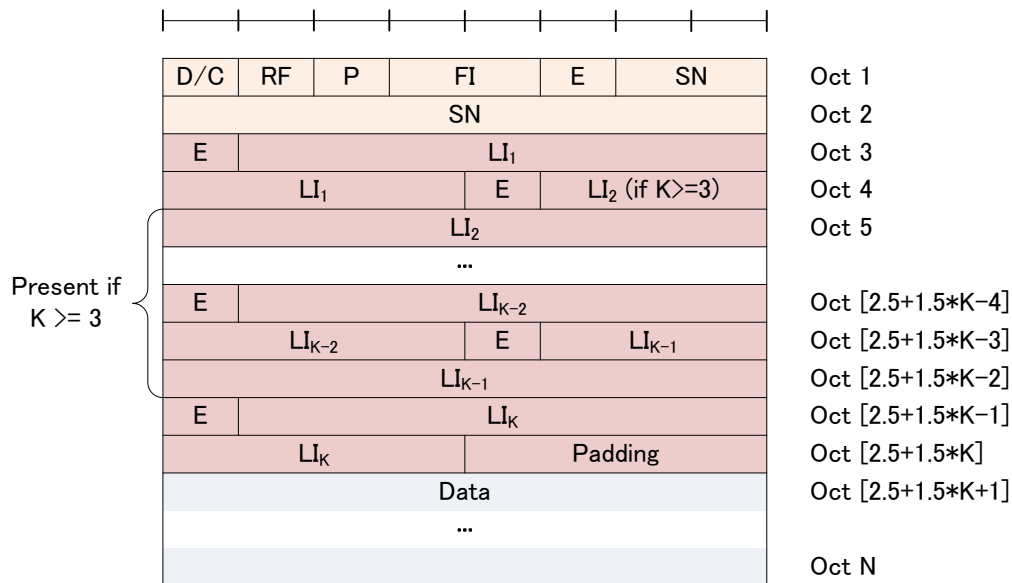 D/C RF P FI E SN Oct 1
SN Oct 2
E LI₁ Oct 3
LI₁ E LI₂ (if K>=3) Oct 4
LI₂ Oct 5
...
Present if
K >= 3
E LIK₋₂ Oct [2.5+1.5*K-4]
LIK₋₂ E LIK₋₁ Oct [2.5+1.5*K-3]
LIK₋₁ Oct [2.5+1.5*K-2]
E LIK Oct [2.5+1.5*K-1]
LIK Padding Oct [2.5+1.5*K]
Data Oct [2.5+1.5*K+1]
...
Oct N